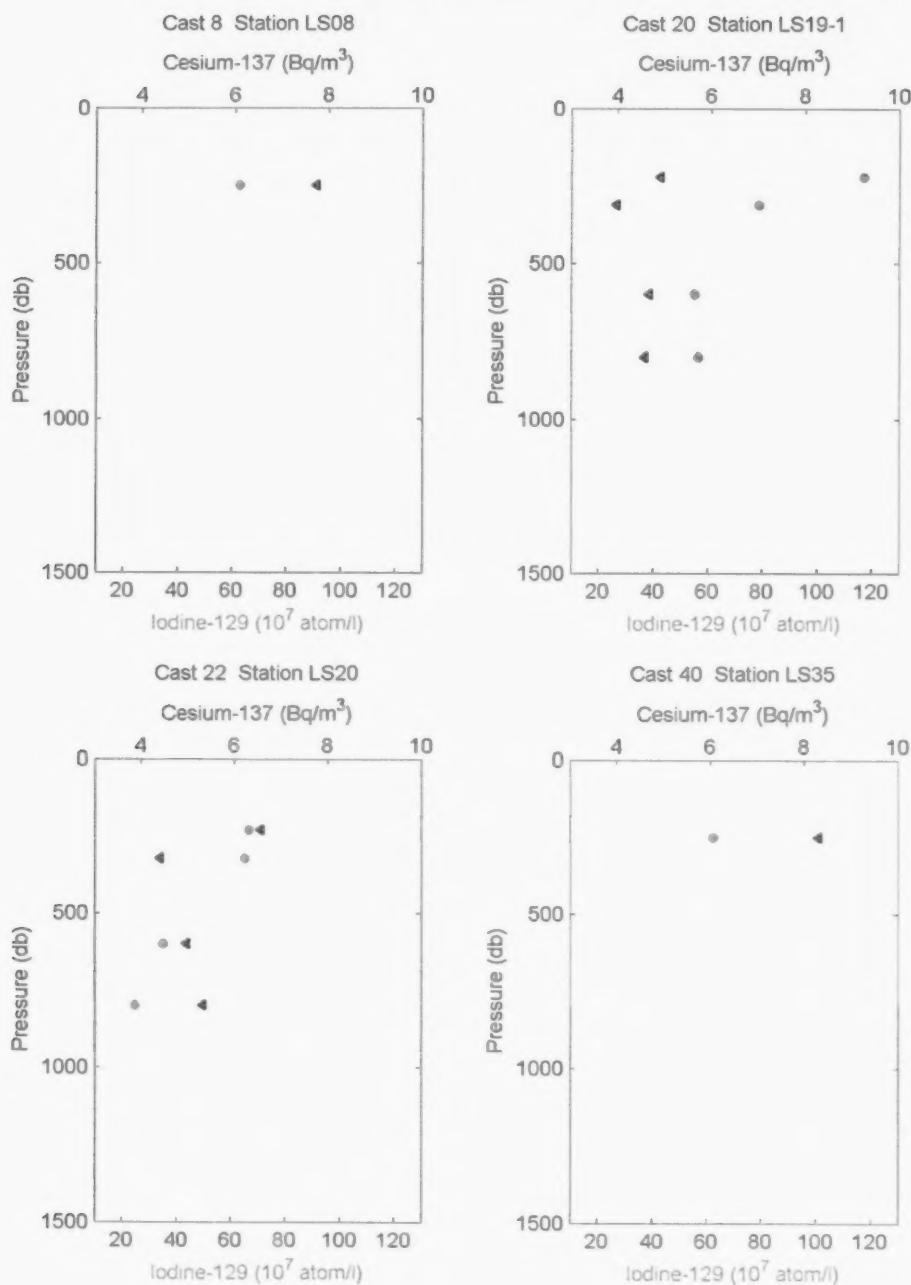 Cast 8 Station LS08
Cesium-137 (Bq/m³)
4 6 8 10
0
500
1000
1500
Pressure (db)
20 40 60 80 100 120
Iodine-129 (10⁷ atom/l)
Cast 20 Station LS19-1
Cesium-137 (Bq/m³)
4 6 8 10
0
500
1000
1500
Pressure (db)
20 40 60 80 100 120
Iodine-129 (10⁷ atom/l)
Cast 22 Station LS20
Cesium-137 (Bq/m³)
4 6 8 10
0
500
1000
1500
Pressure (db)
20 40 60 80 100 120
Iodine-129 (10⁷ atom/l)
Cast 40 Station LS35
Cesium-137 (Bq/m³)
4 6 8 10
0
500
1000
1500
Pressure (db)
20 40 60 80 100 120
Iodine-129 (10⁷ atom/l)